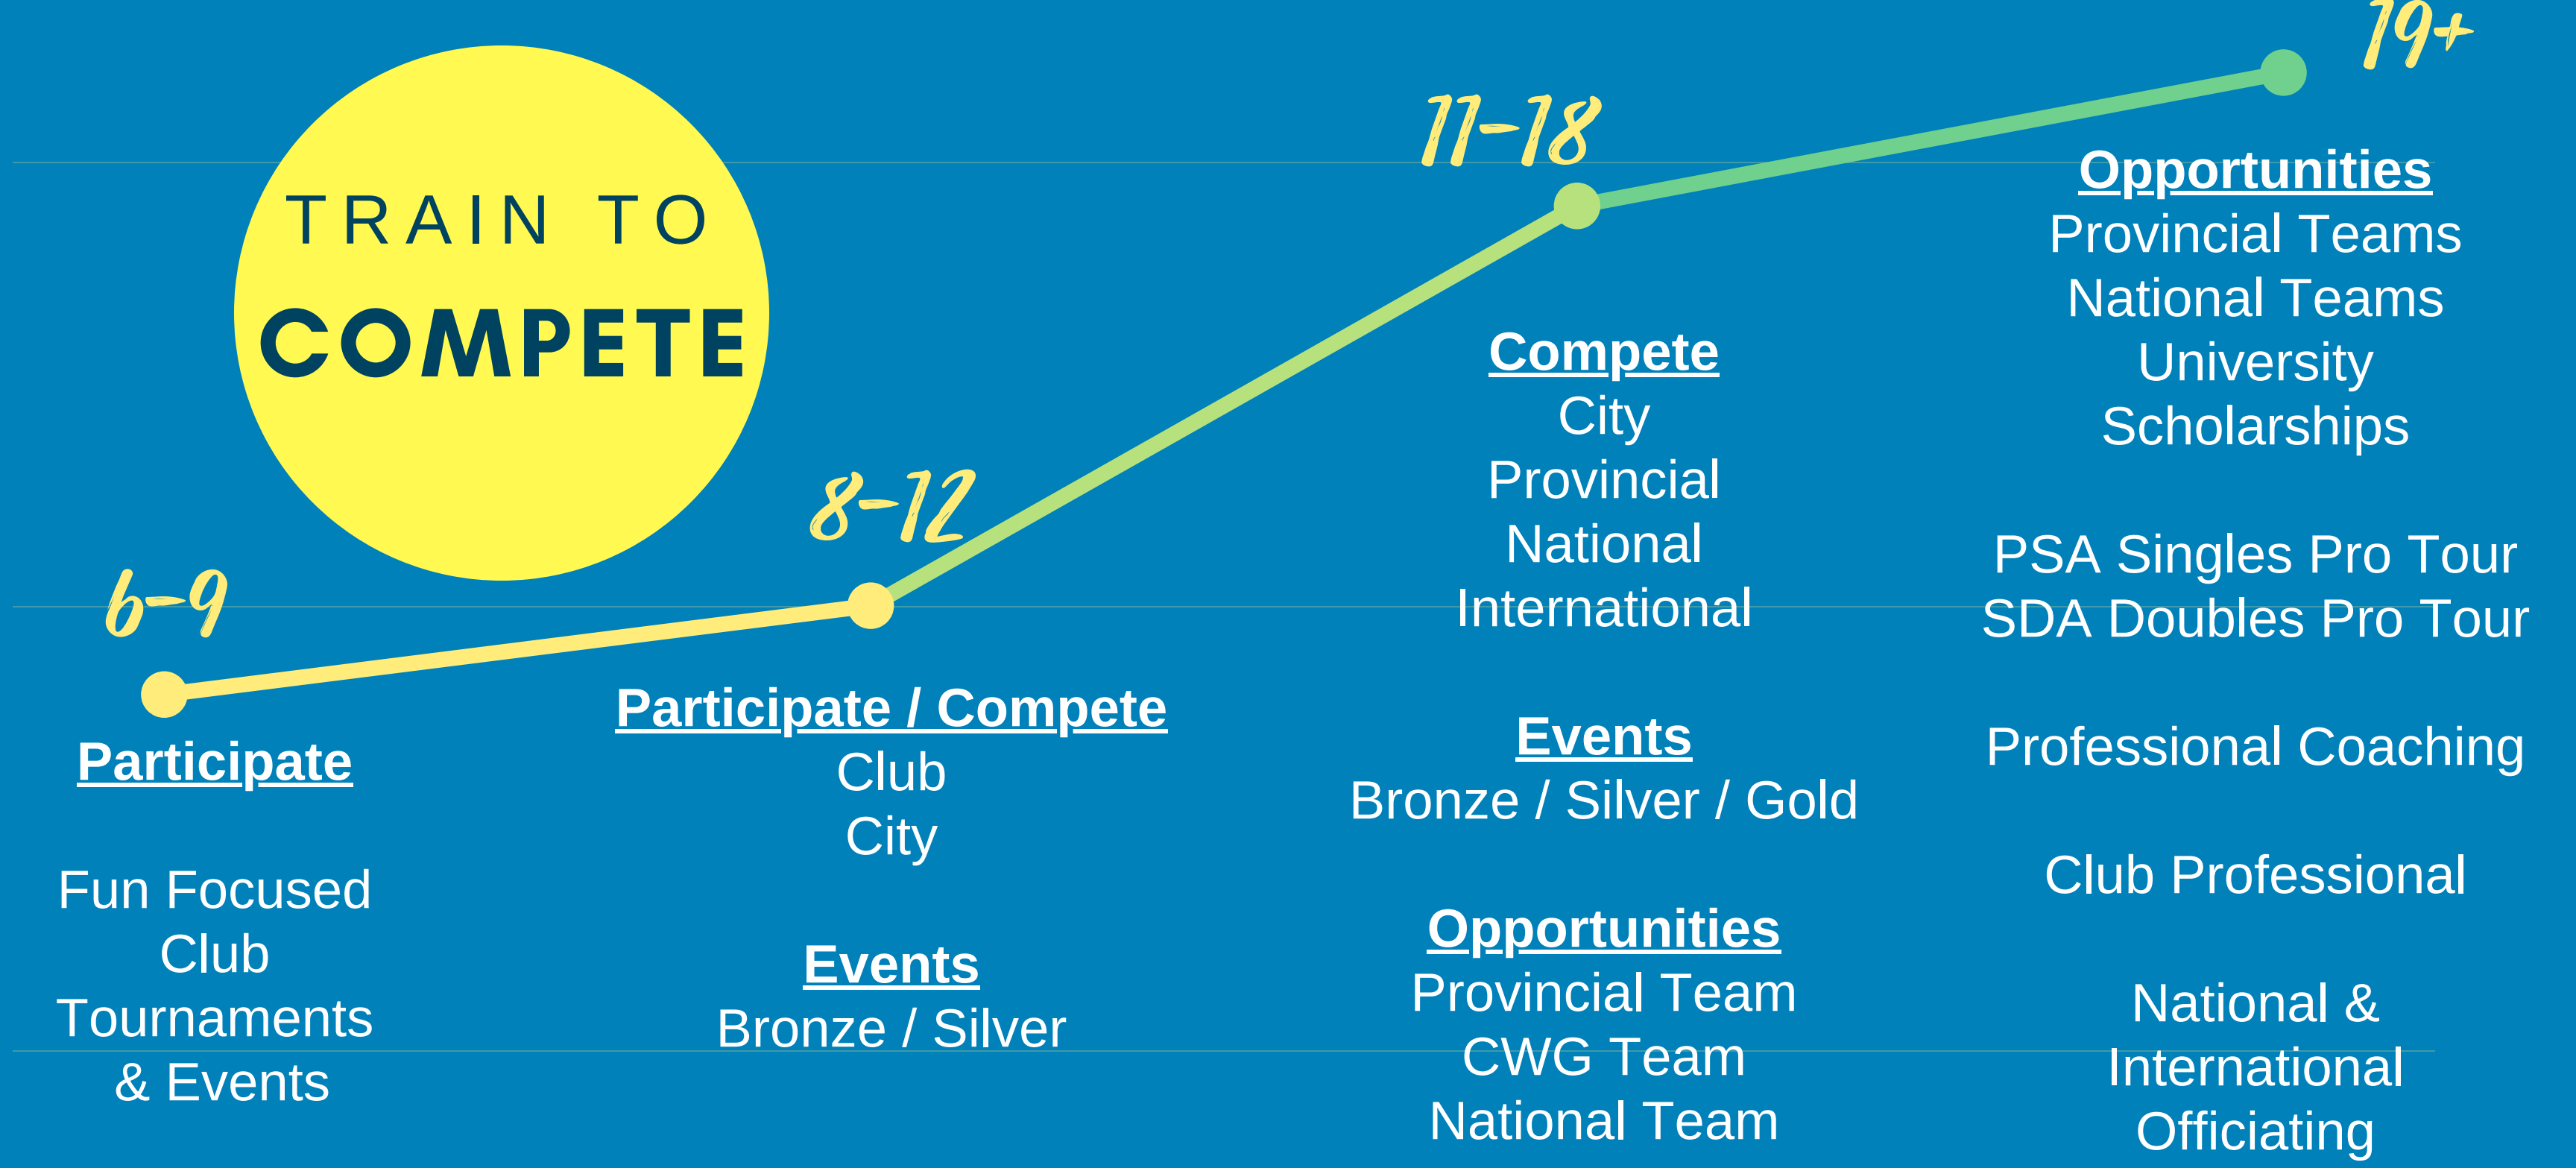 TRAIN TO
COMPETE
6-9
Participate
Fun Focused
Club
Tournaments
& Events
8-12
Participate / Compete
Club
City
Events
Bronze / Silver
11-18
Compete
City
Provincial
National
International
Events
Bronze / Silver / Gold
Opportunities
Provincial Team
CWG Team
National Team
19+
Opportunities
Provincial Teams
National Teams
University
Scholarships
PSA Singles Pro Tour
SDA Doubles Pro Tour
Professional Coaching
Club Professional
National &
International
Officiating